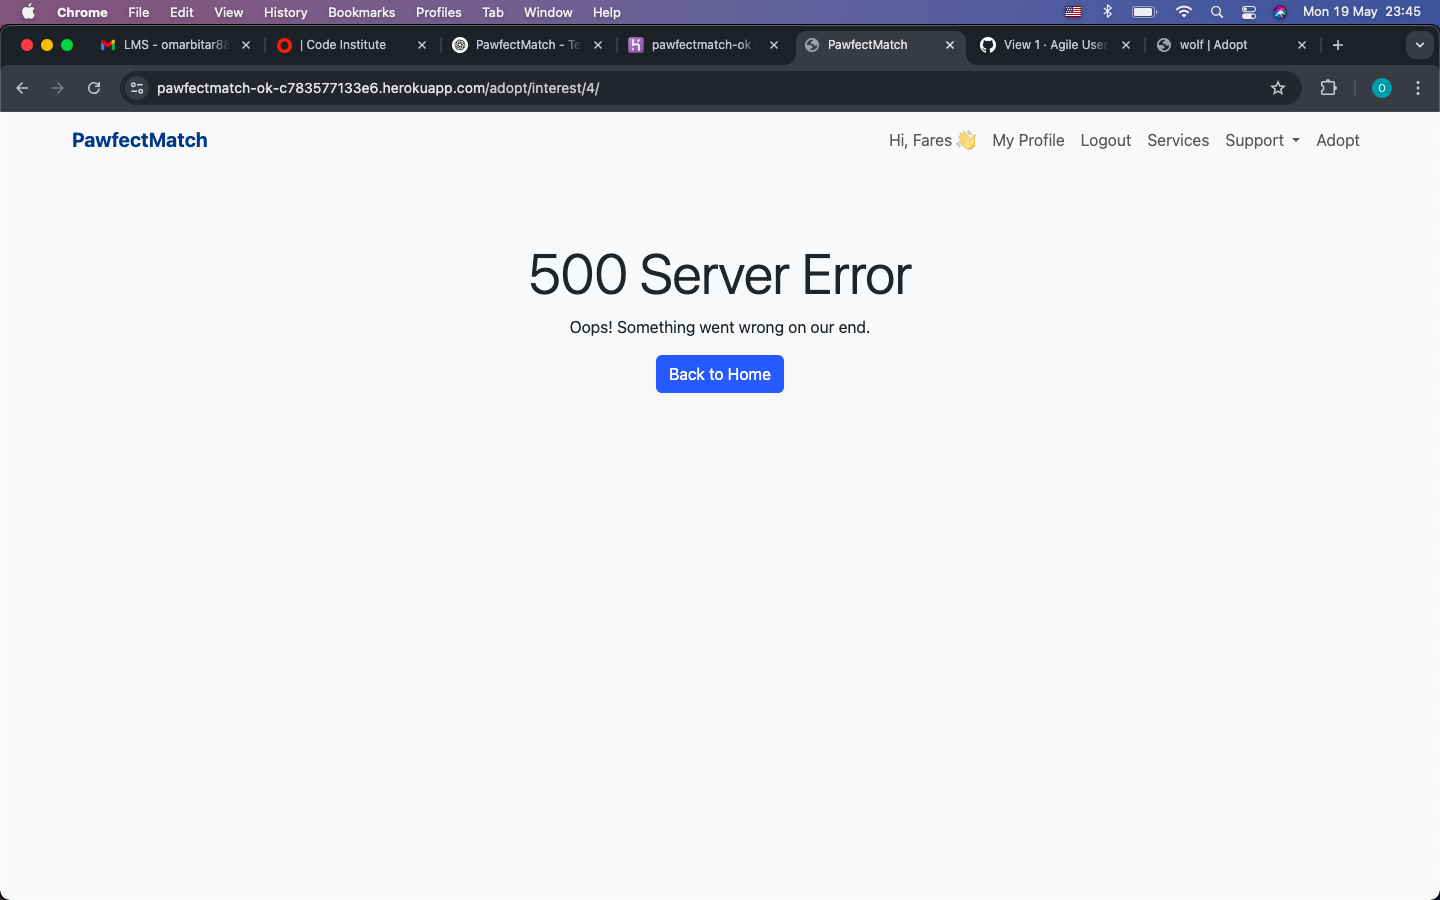 Chrome File Edit View History Bookmarks Profiles Tab Window Help Mon 19 May 23:45
LMS - omarbitar88 | Code Institute PawfectMatch - Te pawfectmatch-ok PawfectMatch View 1 · Agile User wolf | Adopt
pawfectmatch-ok-c783577133e6.herokuapp.com/adopt/interest/4/ O
PawfectMatch Hi, Fares 👋 My Profile Logout Services Support Adopt
500 Server Error
Oops! Something went wrong on our end.
Back to Home